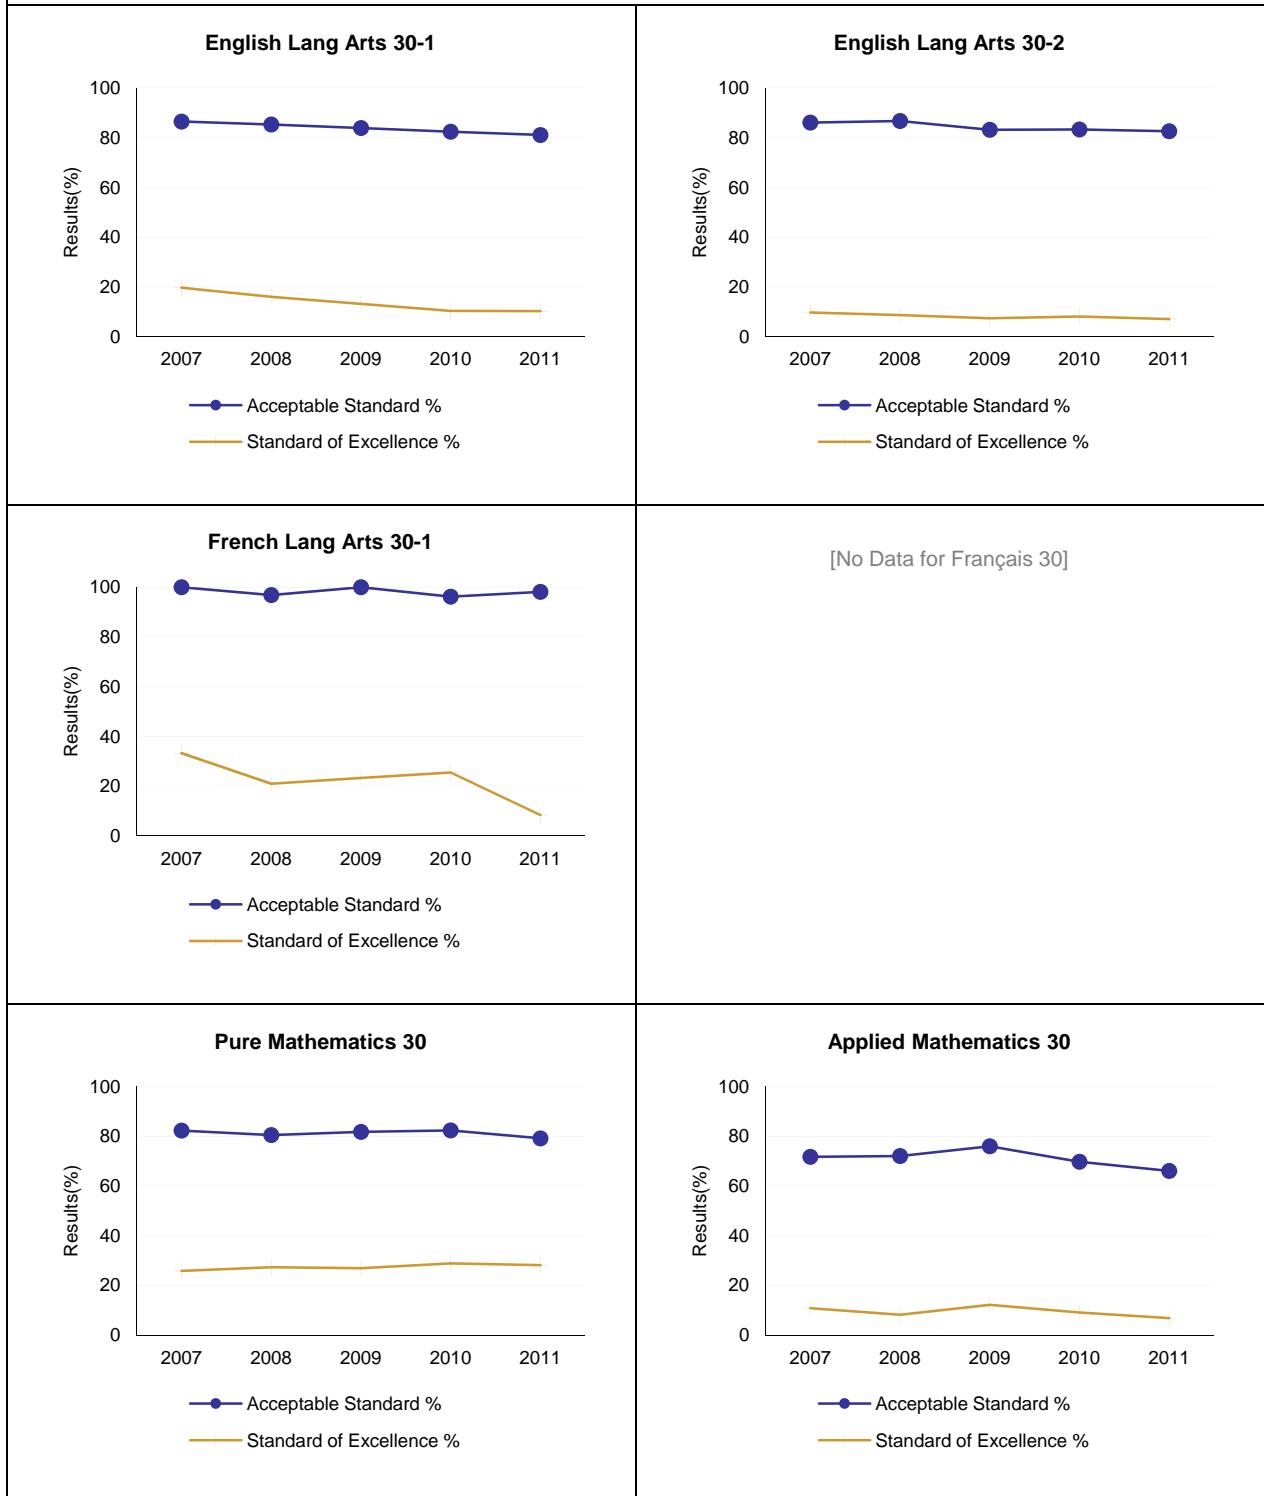 English Lang Arts 30-1
100
80
60
40
20
0
Results(%)
2007 2008 2009 2010 2011
Acceptable Standard %
Standard of Excellence %
English Lang Arts 30-2
100
80
60
40
20
0
Results(%)
2007 2008 2009 2010 2011
Acceptable Standard %
Standard of Excellence %
French Lang Arts 30-1
100
80
60
40
20
0
Results(%)
2007 2008 2009 2010 2011
Acceptable Standard %
Standard of Excellence %
[No Data for Français 30]
Pure Mathematics 30
100
80
60
40
20
0
Results(%)
2007 2008 2009 2010 2011
Acceptable Standard %
Standard of Excellence %
Applied Mathematics 30
100
80
60
40
20
0
Results(%)
2007 2008 2009 2010 2011
Acceptable Standard %
Standard of Excellence %